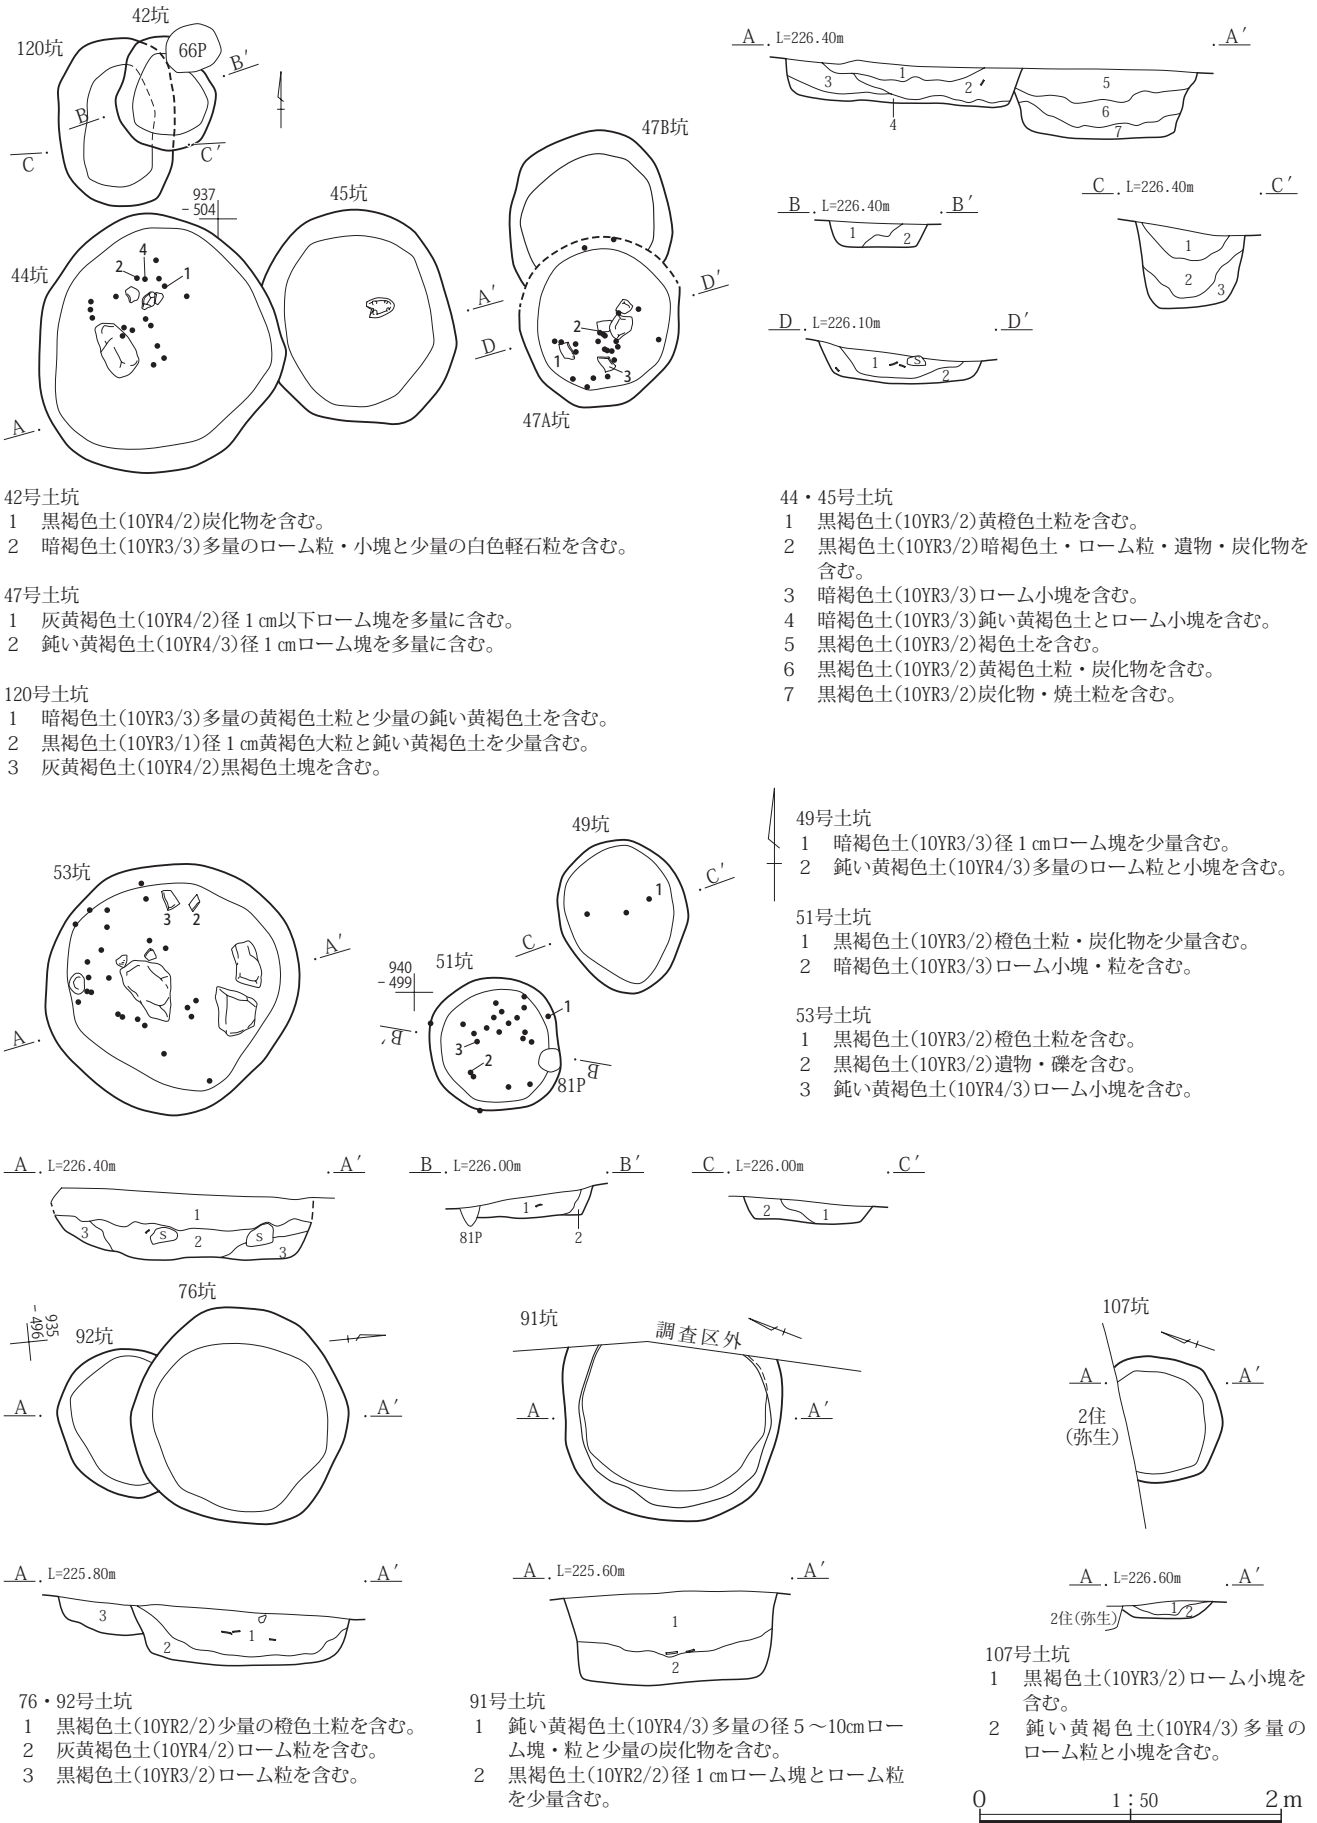 42坑
120坑
66P
B′
B
C
C′
937
-504
45坑
47B坑
44坑
4
2
1
A′
A
D′
D
2
1
3
47A坑
A L=226.40m A′
1
2
3
4
5
6
7
B L=226.40m B′
1
2
C L=226.40m C′
1
2
3
D L=226.10m D′
1
S
2
42号土坑
1 黒褐色土(10YR4/2)炭化物を含む。
2 暗褐色土(10YR3/3)多量のローム粒・小塊と少量の白色軽石粒を含む。
47号土坑
1 灰黄褐色土(10YR4/2)径1cm以下ローム塊を多量に含む。
2 鈍い黄褐色土(10YR4/3)径1cmローム塊を多量に含む。
120号土坑
1 暗褐色土(10YR3/3)多量の黄褐色土粒と少量の鈍い黄褐色土を含む。
2 黒褐色土(10YR3/1)径1cm黄褐色大粒と鈍い黄褐色土を少量含む。
3 灰黄褐色土(10YR4/2)黒褐色土塊を含む。
44・45号土坑
1 黒褐色土(10YR3/2)黄橙色土粒を含む。
2 黒褐色土(10YR3/2)暗褐色土・ローム粒・遺物・炭化物を
含む。
3 暗褐色土(10YR3/3)ローム小塊を含む。
4 暗褐色土(10YR3/3)鈍い黄褐色土とローム小塊を含む。
5 黒褐色土(10YR3/2)褐色土を含む。
6 黒褐色土(10YR3/2)黄褐色土粒・炭化物を含む。
7 黒褐色土(10YR3/2)炭化物・焼土粒を含む。
53坑
3
2
A′
A
49坑
1
C′
C
940
-499
51坑
1
3
2
B′
B
81P
49号土坑
1 暗褐色土(10YR3/3)径1cmローム塊を少量含む。
2 鈍い黄褐色土(10YR4/3)多量のローム粒と小塊を含む。
51号土坑
1 黒褐色土(10YR3/2)橙色土粒・炭化物を少量含む。
2 暗褐色土(10YR3/3)ローム小塊・粒を含む。
53号土坑
1 黒褐色土(10YR3/2)橙色土粒を含む。
2 黒褐色土(10YR3/2)遺物・礫を含む。
3 鈍い黄褐色土(10YR4/3)ローム小塊を含む。
A L=226.40m A′
1
3
S
2
S
3
B L=226.00m B′
1
81P
2
C L=226.00m C′
2
1
76坑
935
-496
92坑
A
A′
91坑
調査区外
A
A′
107坑
A
A′
2住
(弥生)
A L=225.80m A′
3
2
1
A L=225.60m A′
1
2
A L=226.60m A′
2住(弥生)
1
2
76・92号土坑
1 黒褐色土(10YR2/2)少量の橙色土粒を含む。
2 灰黄褐色土(10YR4/2)ローム粒を含む。
3 黒褐色土(10YR3/2)ローム粒を含む。
91号土坑
1 鈍い黄褐色土(10YR4/3)多量の径5～10cmロー
ム塊・粒と少量の炭化物を含む。
2 黒褐色土(10YR2/2)径1cmローム塊とローム粒
を少量含む。
107号土坑
1 黒褐色土(10YR3/2)ローム小塊を
含む。
2 鈍い黄褐色土(10YR4/3)多量の
ローム粒と小塊を含む。
0 1:50 2m